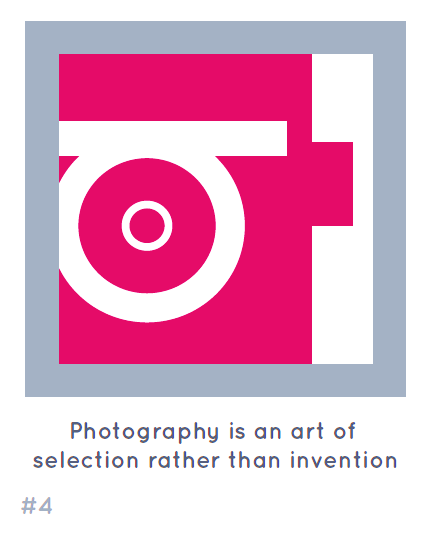 Photography is an art of
selection rather than invention
#4